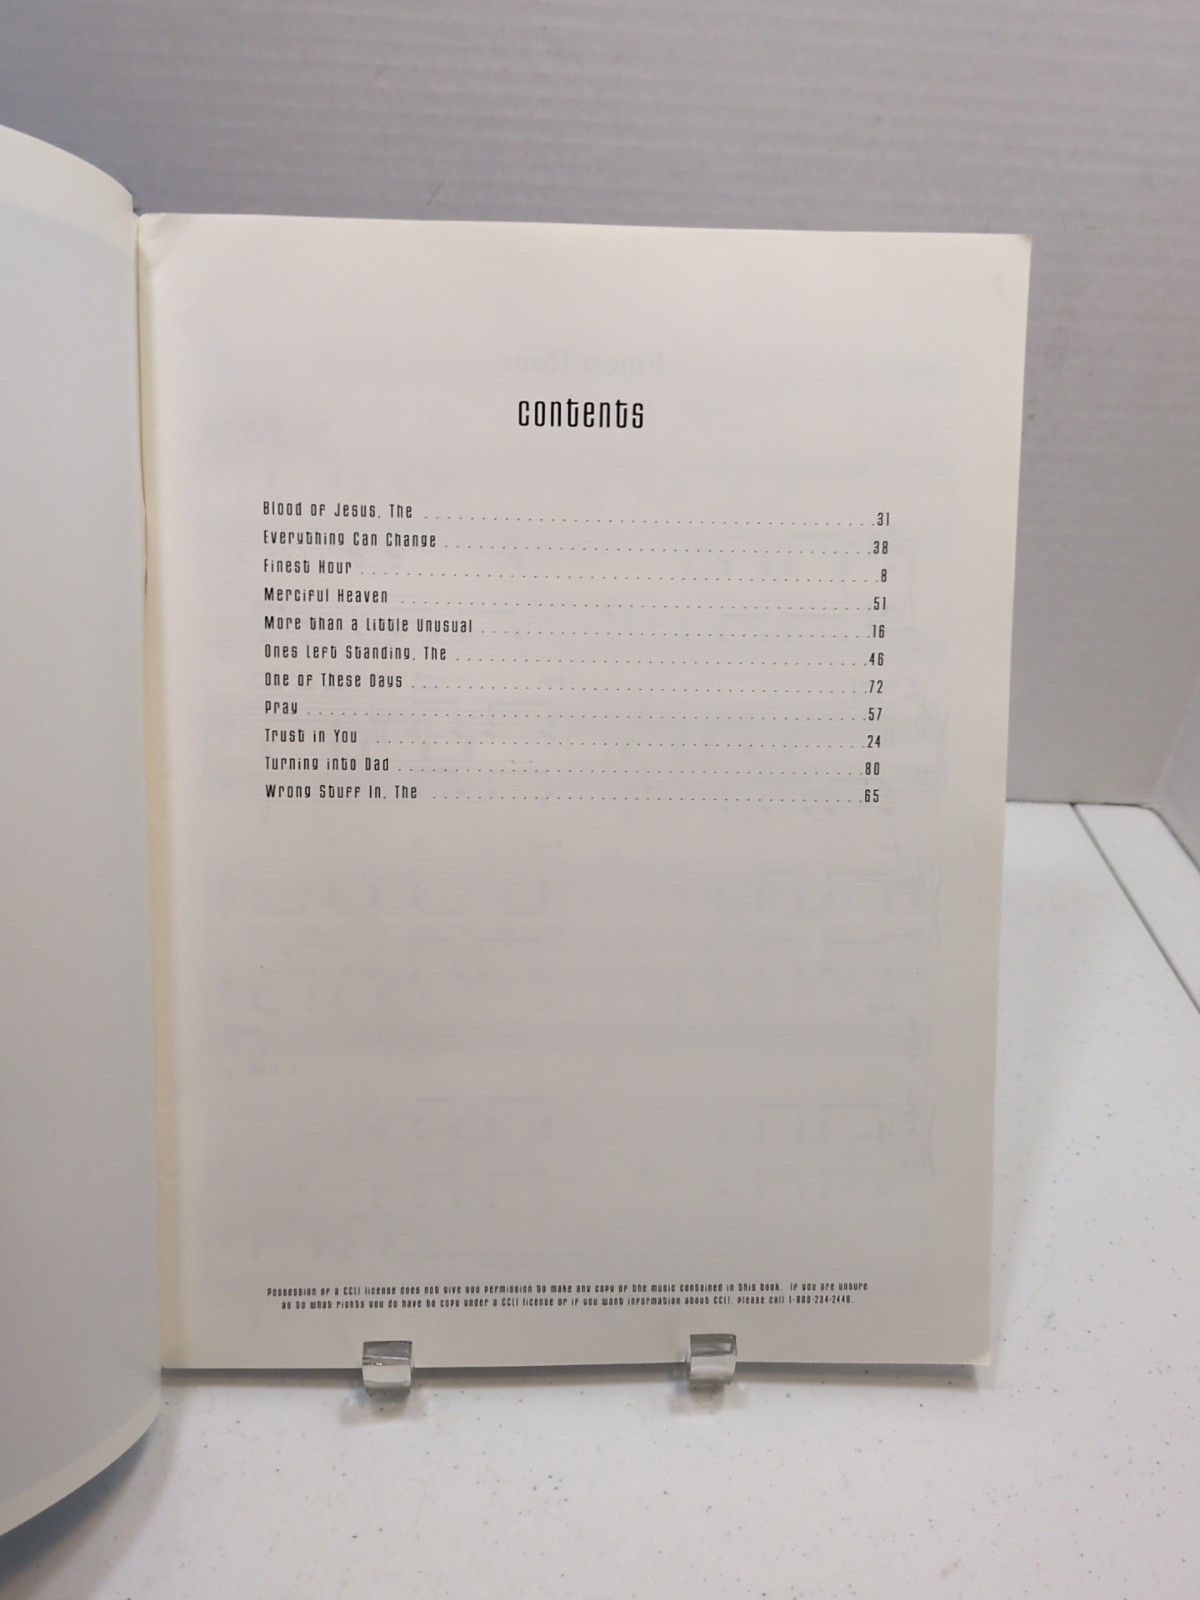 contents
Blood of Jesus, The . . . . . . . . . . . . . . . . . . . . . . . . . . . . . . . . . . . . . . . .31
Everything Can Change . . . . . . . . . . . . . . . . . . . . . . . . . . . . . . . . . . . . . .38
Finest Hour . . . . . . . . . . . . . . . . . . . . . . . . . . . . . . . . . . . . . . . . . . . . .8
Merciful Heaven . . . . . . . . . . . . . . . . . . . . . . . . . . . . . . . . . . . . . . . . .51
More than a Little Unusual . . . . . . . . . . . . . . . . . . . . . . . . . . . . . . . . . .16
Ones Left Standing, The . . . . . . . . . . . . . . . . . . . . . . . . . . . . . . . . . . . .46
One of These Days . . . . . . . . . . . . . . . . . . . . . . . . . . . . . . . . . . . . . . . .72
Pray . . . . . . . . . . . . . . . . . . . . . . . . . . . . . . . . . . . . . . . . . . . . . . . . .57
Trust in You . . . . . . . . . . . . . . . . . . . . . . . . . . . . . . . . . . . . . . . . . . .24
Turning into Dad . . . . . . . . . . . . . . . . . . . . . . . . . . . . . . . . . . . . . . . . .80
Wrong Stuff In, The . . . . . . . . . . . . . . . . . . . . . . . . . . . . . . . . . . . . . .65
Possession of a CCLI license does not give you permission to make any copy of the music contained in this book. If you are unsure
as to what rights you do have to copy under a CCLI license or if you want information about CCLI, please call 1-800-234-2446.